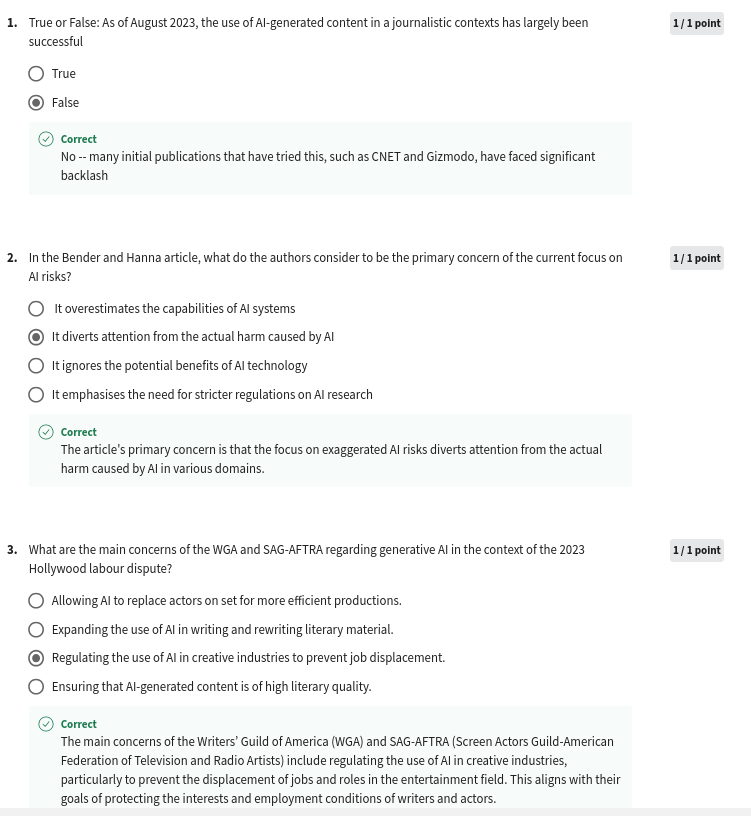 1. True or False: As of August 2023, the use of AI-generated content in a journalistic contexts has largely been
successful
1 / 1 point
True
False
Correct
No -- many initial publications that have tried this, such as CNET and Gizmodo, have faced significant
backlash
2. In the Bender and Hanna article, what do the authors consider to be the primary concern of the current focus on
AI risks?
1 / 1 point
It overestimates the capabilities of AI systems
It diverts attention from the actual harm caused by AI
It ignores the potential benefits of AI technology
It emphasises the need for stricter regulations on AI research
Correct
The article's primary concern is that the focus on exaggerated AI risks diverts attention from the actual
harm caused by AI in various domains.
3. What are the main concerns of the WGA and SAG-AFTRA regarding generative AI in the context of the 2023
Hollywood labour dispute?
1 / 1 point
Allowing AI to replace actors on set for more efficient productions.
Expanding the use of AI in writing and rewriting literary material.
Regulating the use of AI in creative industries to prevent job displacement.
Ensuring that AI-generated content is of high literary quality.
Correct
The main concerns of the Writers' Guild of America (WGA) and SAG-AFTRA (Screen Actors Guild-American
Federation of Television and Radio Artists) include regulating the use of AI in creative industries,
particularly to prevent the displacement of jobs and roles in the entertainment field. This aligns with their
goals of protecting the interests and employment conditions of writers and actors.